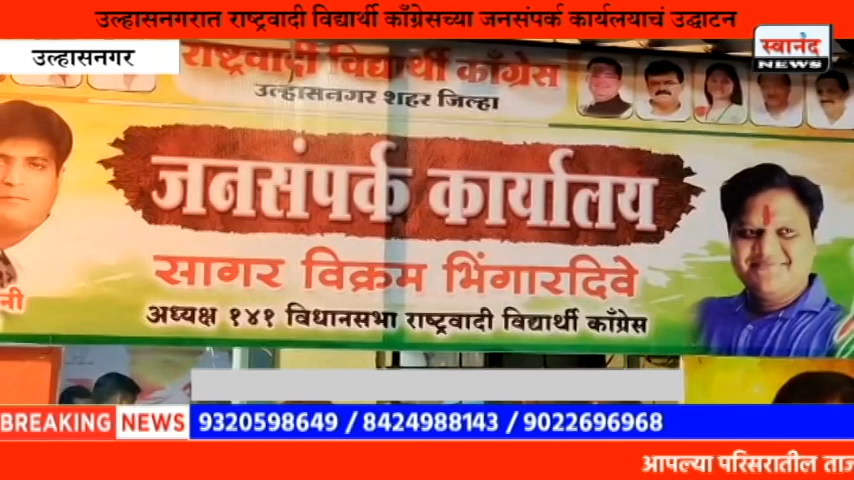 उल्हासनगरात राष्ट्रवादी विद्यार्थी काँग्रेसच्या जनसंपर्क कार्यलयाचं उद्घाटन
उल्हासनगर
स्वानंद
NEWS
राष्ट्रवादी विद्यार्थी काँग्रेस
उल्हासनगर शहर जिल्हा
जनसंपर्क कार्यालय
सागर विक्रम भिंगारदिवे
अध्यक्ष १४१ विधानसभा राष्ट्रवादी विद्यार्थी काँग्रेस
नी
BREAKING NEWS 9320598649 / 8424988143 / 9022696968
आपल्या परिसरातील ताज